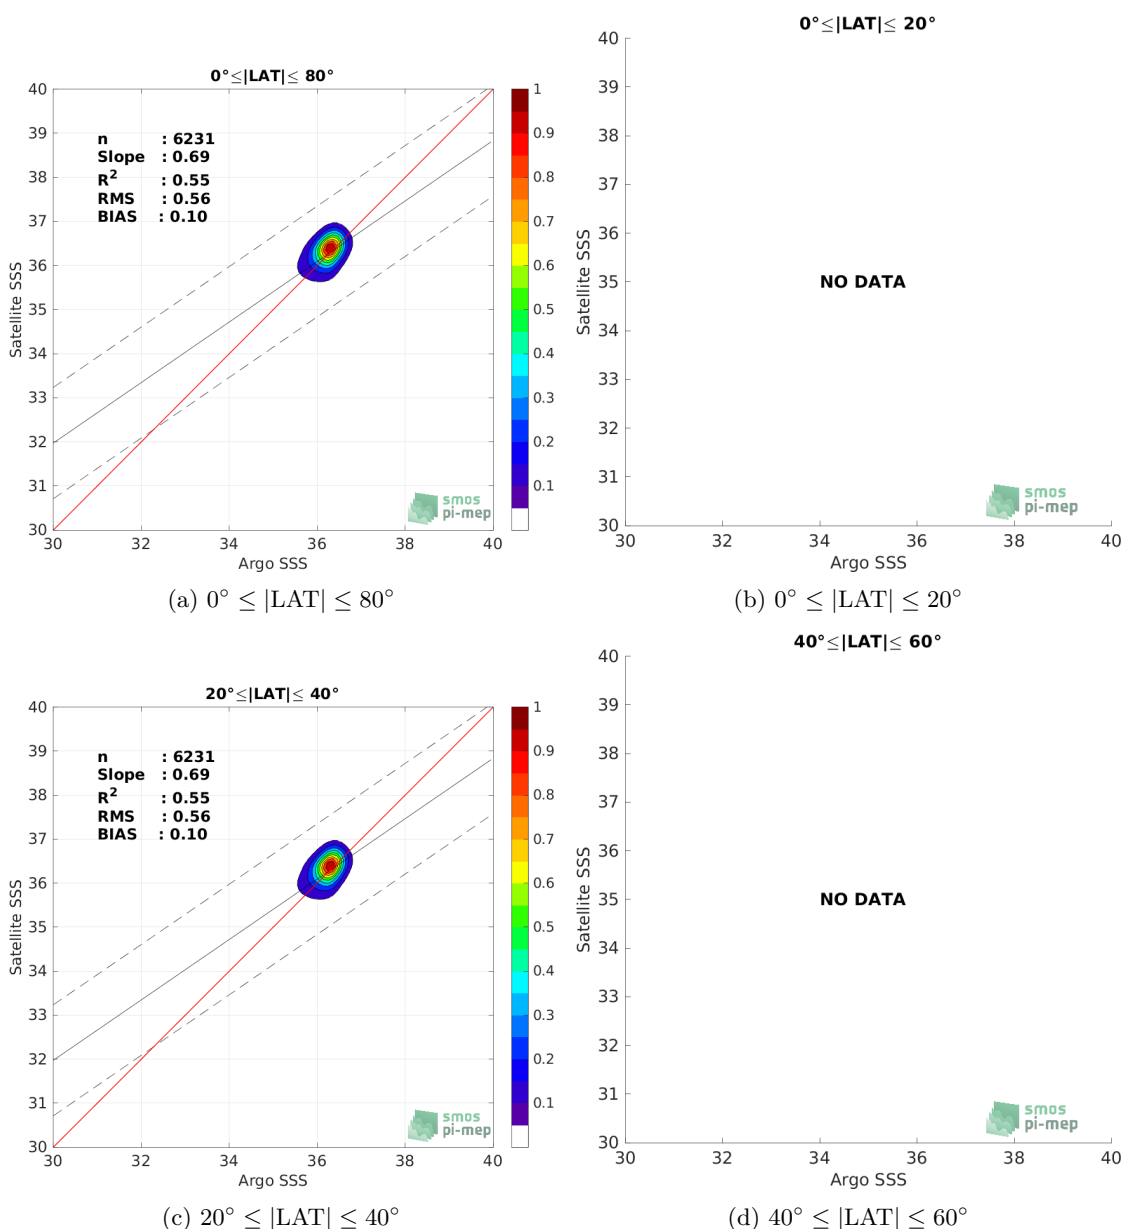 0°≤|LAT|≤ 80°
n : 6231
Slope : 0.69
R² : 0.55
RMS : 0.56
BIAS : 0.10
40
39
38
37
36
35
34
33
32
31
30
Satellite SSS
30 32 34 36 38 40
Argo SSS
1
0.9
0.8
0.7
0.6
0.5
0.4
0.3
0.2
0.1
smos
pi-mep
(a) 0° ≤ |LAT| ≤ 80°
0°≤|LAT|≤ 20°
40
39
38
37
36
35
34
33
32
31
30
Satellite SSS
NO DATA
30 32 34 36 38 40
Argo SSS
smos
pi-mep
(b) 0° ≤ |LAT| ≤ 20°
20°≤|LAT|≤ 40°
n : 6231
Slope : 0.69
R² : 0.55
RMS : 0.56
BIAS : 0.10
40
39
38
37
36
35
34
33
32
31
30
Satellite SSS
30 32 34 36 38 40
Argo SSS
1
0.9
0.8
0.7
0.6
0.5
0.4
0.3
0.2
0.1
smos
pi-mep
(c) 20° ≤ |LAT| ≤ 40°
40°≤|LAT|≤ 60°
40
39
38
37
36
35
34
33
32
31
30
Satellite SSS
NO DATA
30 32 34 36 38 40
Argo SSS
smos
pi-mep
(d) 40° ≤ |LAT| ≤ 60°